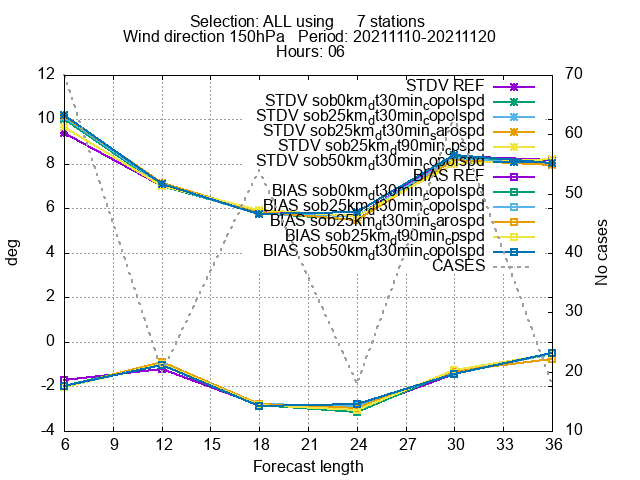 Selection: ALL using 7 stations
Wind direction 150hPa Period: 20211110-20211120
Hours: 06
STDV REF
STDV sob0km_dt30min_copolspd
STDV sob25km_dt30min_copolspd
STDV sob25km_dt30min_sarospd
STDV sob25km_dt90min_cpspd
STDV sob50km_dt30min_copolspd
BIAS REF
BIAS sob0km_dt30min_copolspd
BIAS sob25km_dt30min_copolspd
BIAS sob25km_dt30min_sarospd
BIAS sob25km_dt90min_cpspd
BIAS sob50km_dt30min_copolspd
CASES
12
10
8
6
4
2
0
-2
-4
deg
70
60
50
40
30
20
10
No cases
6 9 12 15 18 21 24 27 30 33 36
Forecast length